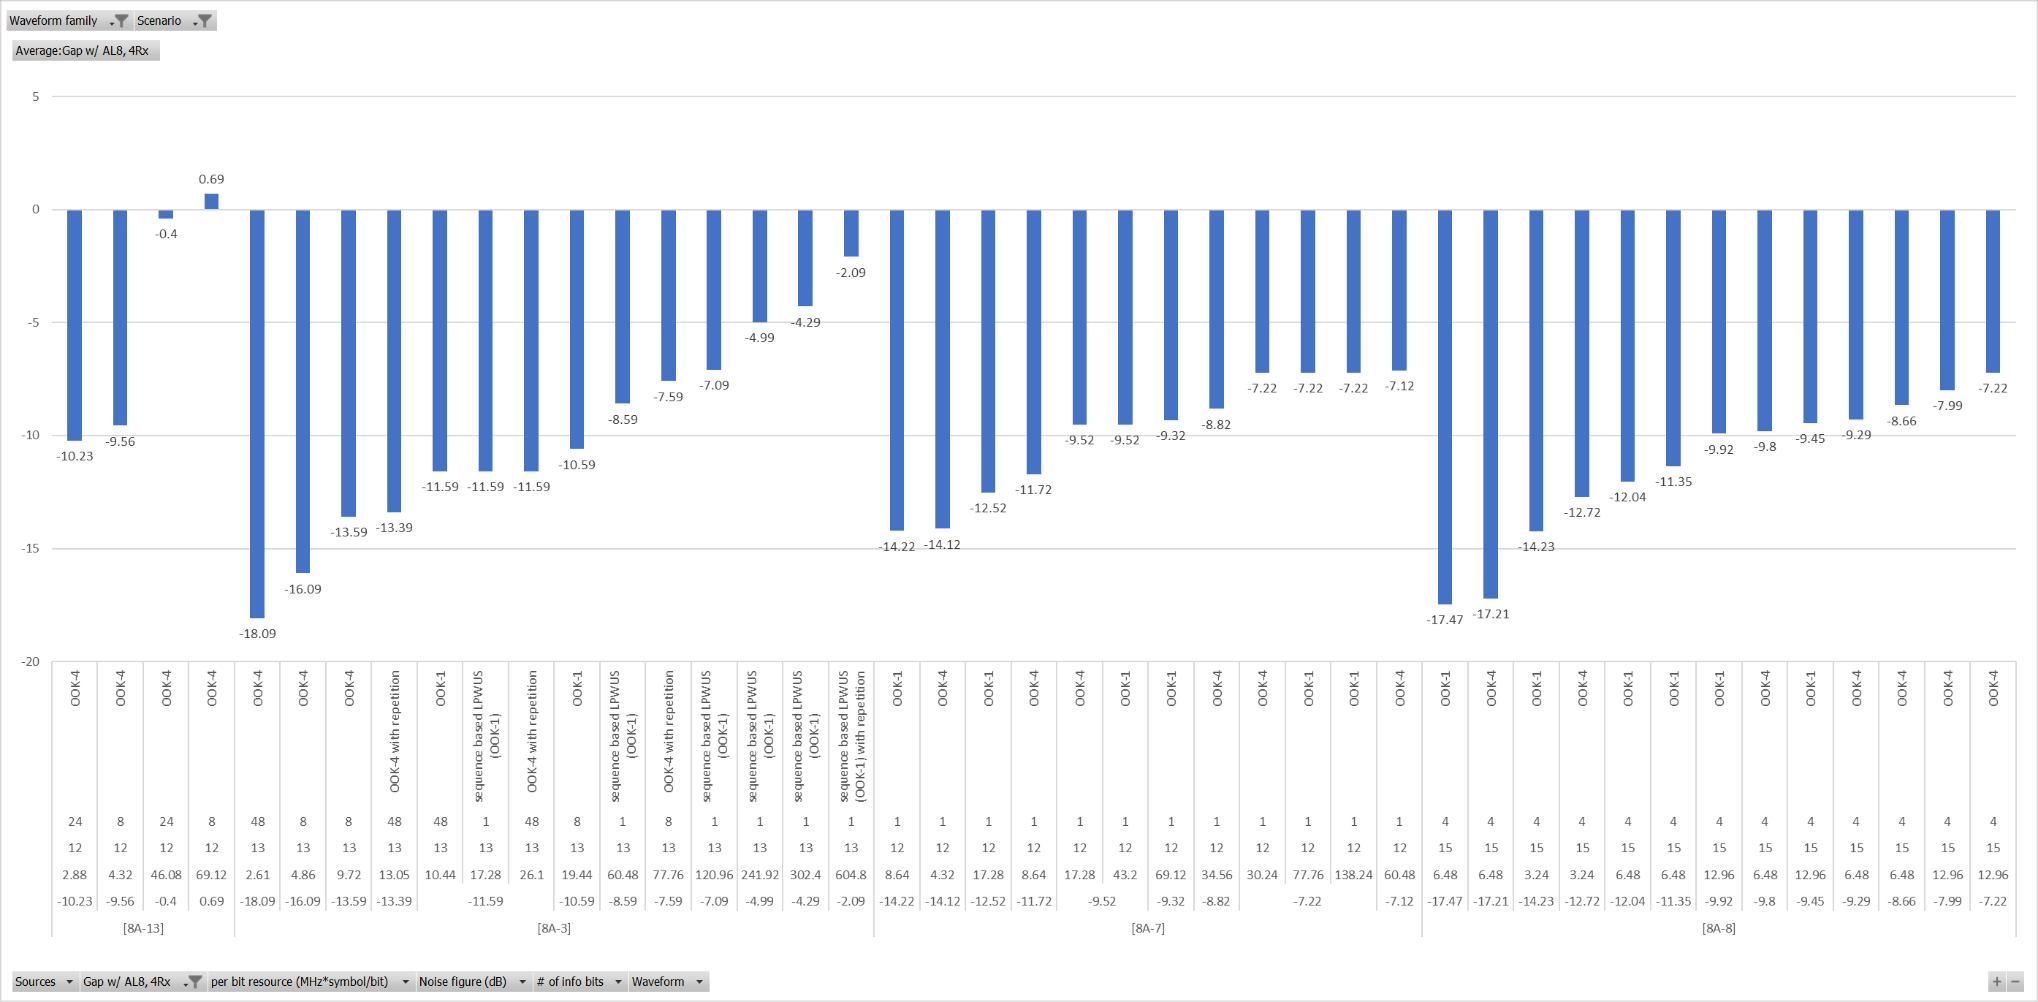 Waveform family Scenario
Average:Gap w/ AL8, 4Rx
5
0
-5
-10
-15
-20
-10.23 -9.56 -0.4 0.69 -18.09 -16.09 -13.59 -13.39 -11.59 -11.59 -11.59 -10.59 -8.59 -7.59 -7.09 -4.99 -4.29 -2.09 -14.22 -14.12 -12.52 -11.72 -9.52 -9.52 -9.32 -8.82 -7.22 -7.22 -7.22 -7.12 -17.47 -17.21 -14.23 -12.72 -12.04 -11.35 -9.92 -9.8 -9.45 -9.29 -8.66 -7.99 -7.22
OOK-4
OOK-4
OOK-4
OOK-4
OOK-4
OOK-4
OOK-4
OOK-4 with repetition
OOK-1
sequence based LPWUS
(OOK-1)
OOK-4 with repetition
OOK-1
sequence based LPWUS
(OOK-1)
OOK-4 with repetition
sequence based LPWUS
(OOK-1)
sequence based LPWUS
(OOK-1)
sequence based LPWUS
(OOK-1)
sequence based LPWUS
(OOK-1) with repetition
OOK-1
OOK-4
OOK-1
OOK-4
OOK-4
OOK-1
OOK-1
OOK-4
OOK-4
OOK-1
OOK-1
OOK-4
OOK-1
OOK-4
OOK-1
OOK-4
OOK-1
OOK-1
OOK-1
OOK-4
OOK-1
OOK-4
OOK-4
OOK-4
OOK-4
24 8 24 8 48 8 8 48 48 1 48 8 1 8 1 1 1 1 1 1 1 1 1 1 1 1 1 1 1 1 4 4 4 4 4 4 4 4 4 4 4 4 4
12 12 12 12 13 13 13 13 13 13 13 13 13 13 13 13 13 13 12 12 12 12 12 12 12 12 12 12 12 12 15 15 15 15 15 15 15 15 15 15 15 15 15
2.88 4.32 46.08 69.12 2.61 4.86 9.72 13.05 10.44 17.28 26.1 19.44 60.48 77.76 120.96 241.92 302.4 604.8 8.64 4.32 17.28 8.64 17.28 43.2 69.12 34.56 30.24 77.76 138.24 60.48 6.48 6.48 3.24 3.24 6.48 6.48 12.96 6.48 12.96 6.48 6.48 12.96 12.96
-10.23 -9.56 -0.4 0.69 -18.09 -16.09 -13.59 -13.39 -11.59 -10.59 -8.59 -7.59 -7.09 -4.99 -4.29 -2.09 -14.22 -14.12 -12.52 -11.72 -9.52 -9.32 -8.82 -7.22 -7.12 -17.47 -17.21 -14.23 -12.72 -12.04 -11.35 -9.92 -9.8 -9.45 -9.29 -8.66 -7.99 -7.22
[8A-13] [8A-3] [8A-7] [8A-8]
Sources Gap w/ AL8, 4Rx per bit resource (MHz*symbol/bit) Noise figure (dB) # of info bits Waveform + −